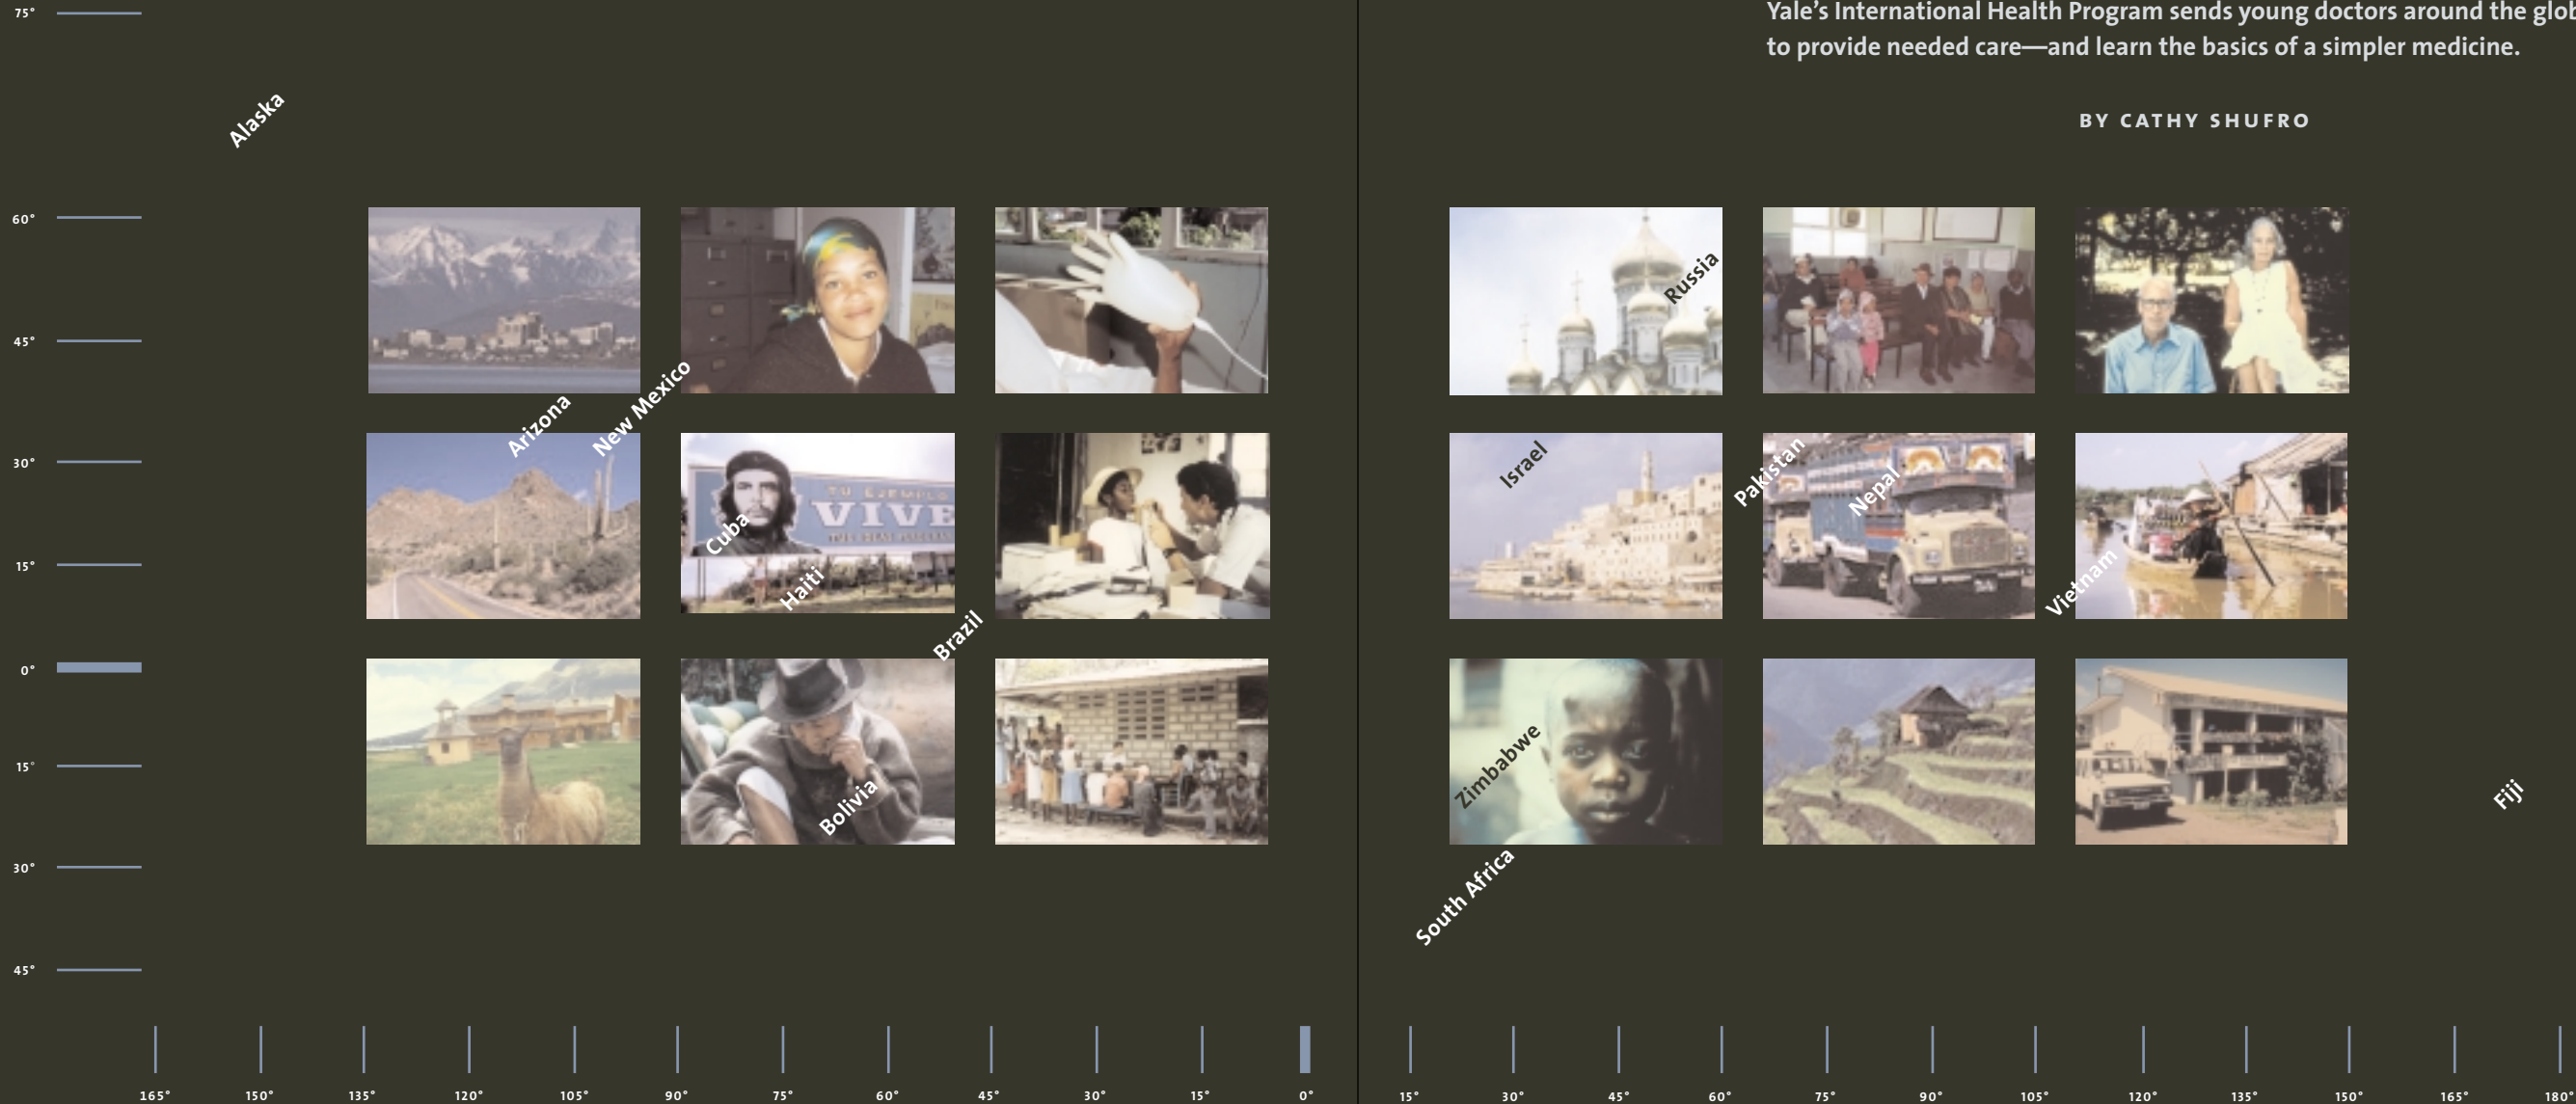 75°
Yale’s International Health Program sends young doctors around the glob
to provide needed care—and learn the basics of a simpler medicine.
Alaska
BY CATHY SHUFRO
60°
Russia
45°
Arizona
New Mexico
30°
Israel
Pakistan
Nepal
TU EJEMPLO
VIVE
Cuba
15°
Haiti
Vietnam
Brazil
0°
15°
Zimbabwe
Bolivia
Fiji
30°
South Africa
45°
165° 150° 135° 120° 105° 90° 75° 60° 45° 30° 15° 0° 15° 30° 45° 60° 75° 90° 105° 120° 135° 150° 165° 180°